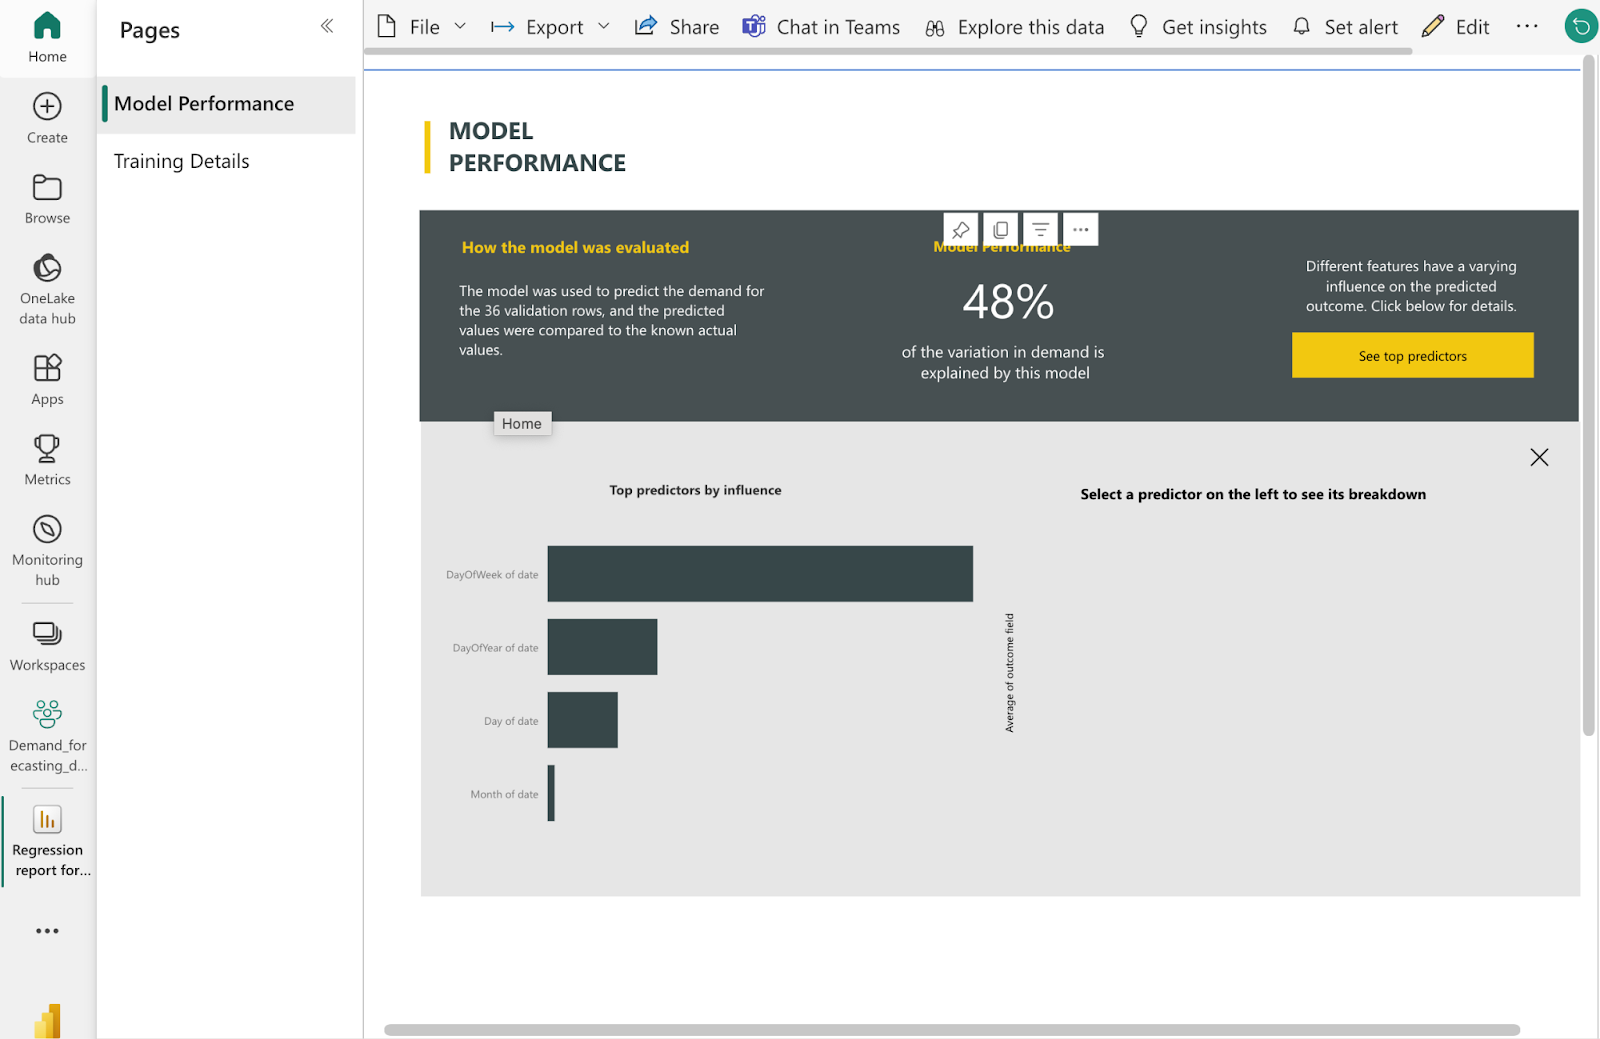 Home
Create
Browse
OneLake
data hub
Apps
Metrics
Monitoring
hub
Workspaces
Demand_for
ecasting_d...
Regression
report for...
Pages
Model Performance
Training Details
File
Export
Share
Chat in Teams
Explore this data
Get insights
Set alert
Edit
MODEL
PERFORMANCE
How the model was evaluated
The model was used to predict the demand for
the 36 validation rows, and the predicted
values were compared to the known actual
values.
Model Performance
48%
of the variation in demand is
explained by this model
Different features have a varying
influence on the predicted
outcome. Click below for details.
See top predictors
Home
Top predictors by influence
DayOfWeek of date
DayOfYear of date
Day of date
Month of date
Select a predictor on the left to see its breakdown
Average of outcome field